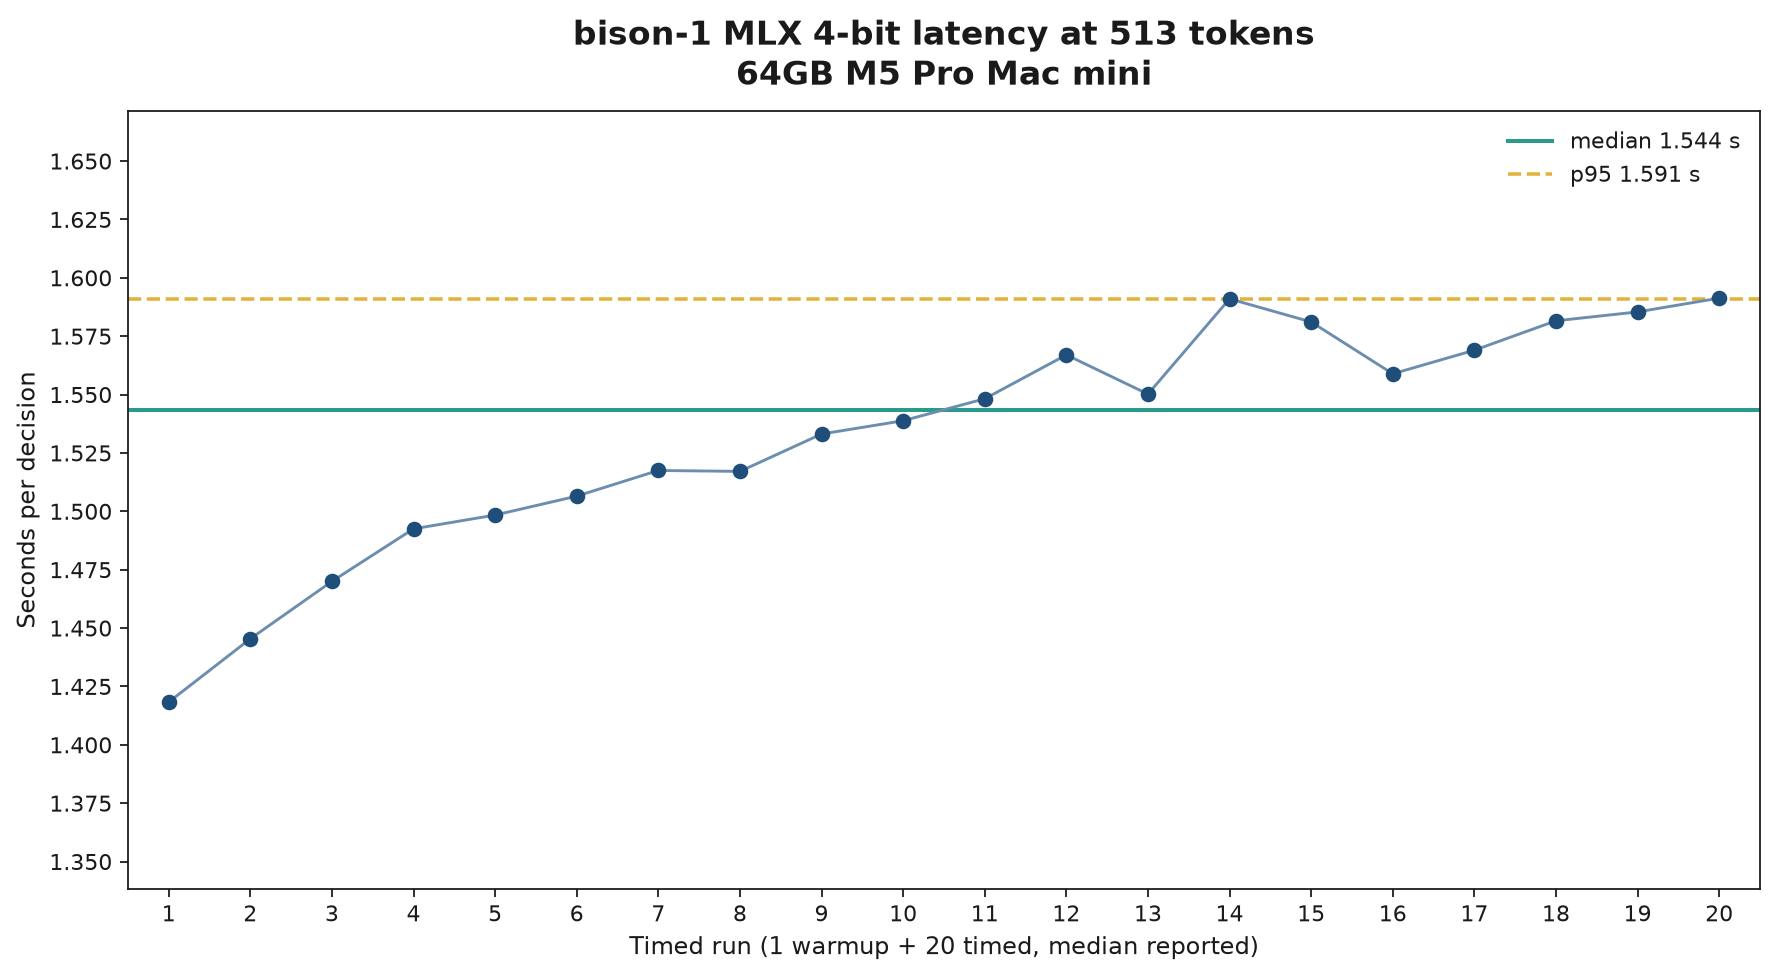 bison-1 MLX 4-bit latency at 513 tokens
64GB M5 Pro Mac mini
median 1.544 s
p95 1.591 s
Seconds per decision
1.650
1.625
1.600
1.575
1.550
1.525
1.500
1.475
1.450
1.425
1.400
1.375
1.350
1 2 3 4 5 6 7 8 9 10 11 12 13 14 15 16 17 18 19 20
Timed run (1 warmup + 20 timed, median reported)